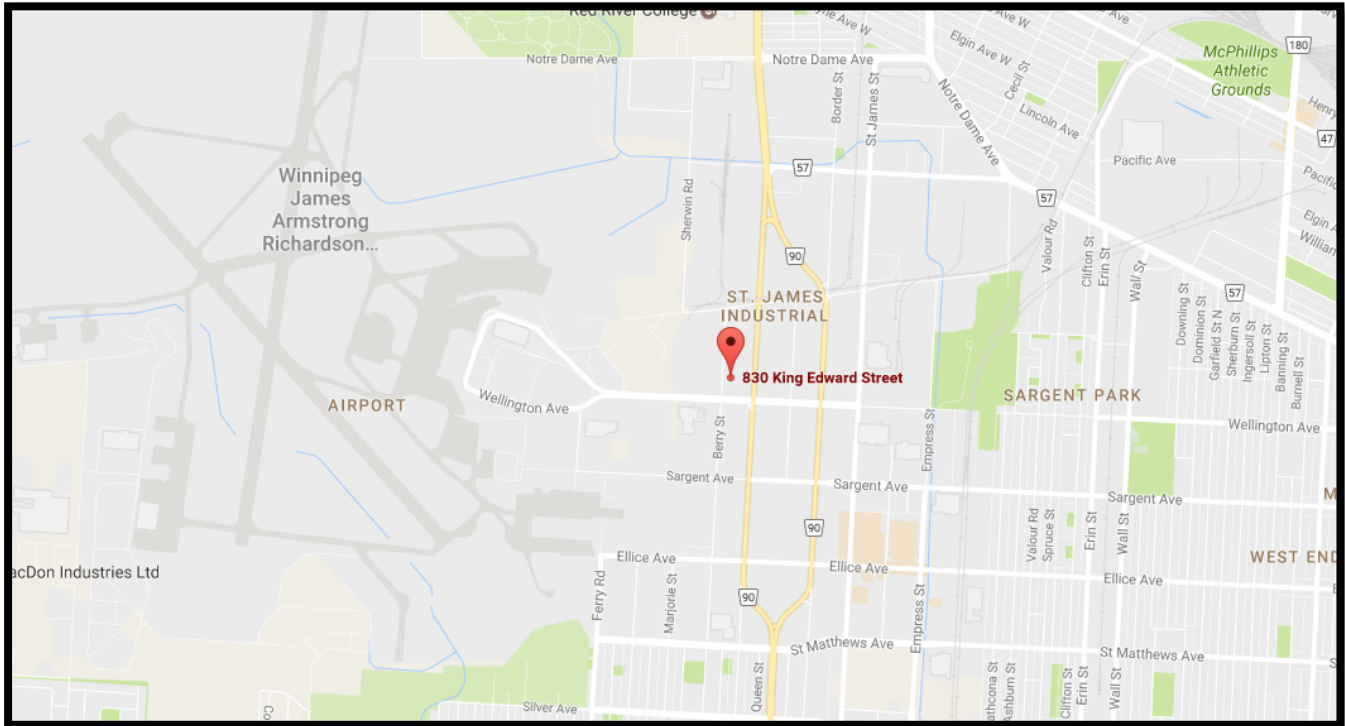 Red River College
Notre Dame Ave
Notre Dame Ave
Elgin Ave W
Cecil St
McPhillips
Athletic
Grounds
180
Border St
St James St
Notre Dame Ave
Lincoln Ave
Henry
47
Pacific Ave
Pacific
57
57
Winnipeg
James
Armstrong
Richardson...
Sherwin Rd
90
Valour Rd
Clifton St
Erin St
Wall St
Elgin A
William
57
ST. JAMES
INDUSTRIAL
Downing St
Dominion St
Garfield St N
Sherburn St
Ingersoll St
Lipton St
Banning St
Burnell St
830 King Edward Street
AIRPORT
Wellington Ave
SARGENT PARK
Wellington Ave
Berry St
Empress St
Sargent Ave
Sargent Ave
Sargent Ave
M
90
Valour Rd
Spruce St
Erin St
Wall St
Ellice Ave
Ellice Ave
Ellice Ave
WEST END
acDon Industries Ltd
Ferry Rd
Marjorie St
90
Empress St
St Matthews Ave
St Matthews Ave
Queen St
athcona St
Ashburn St
Clifton St
Erin St
Wall St
Silver Ave
Co